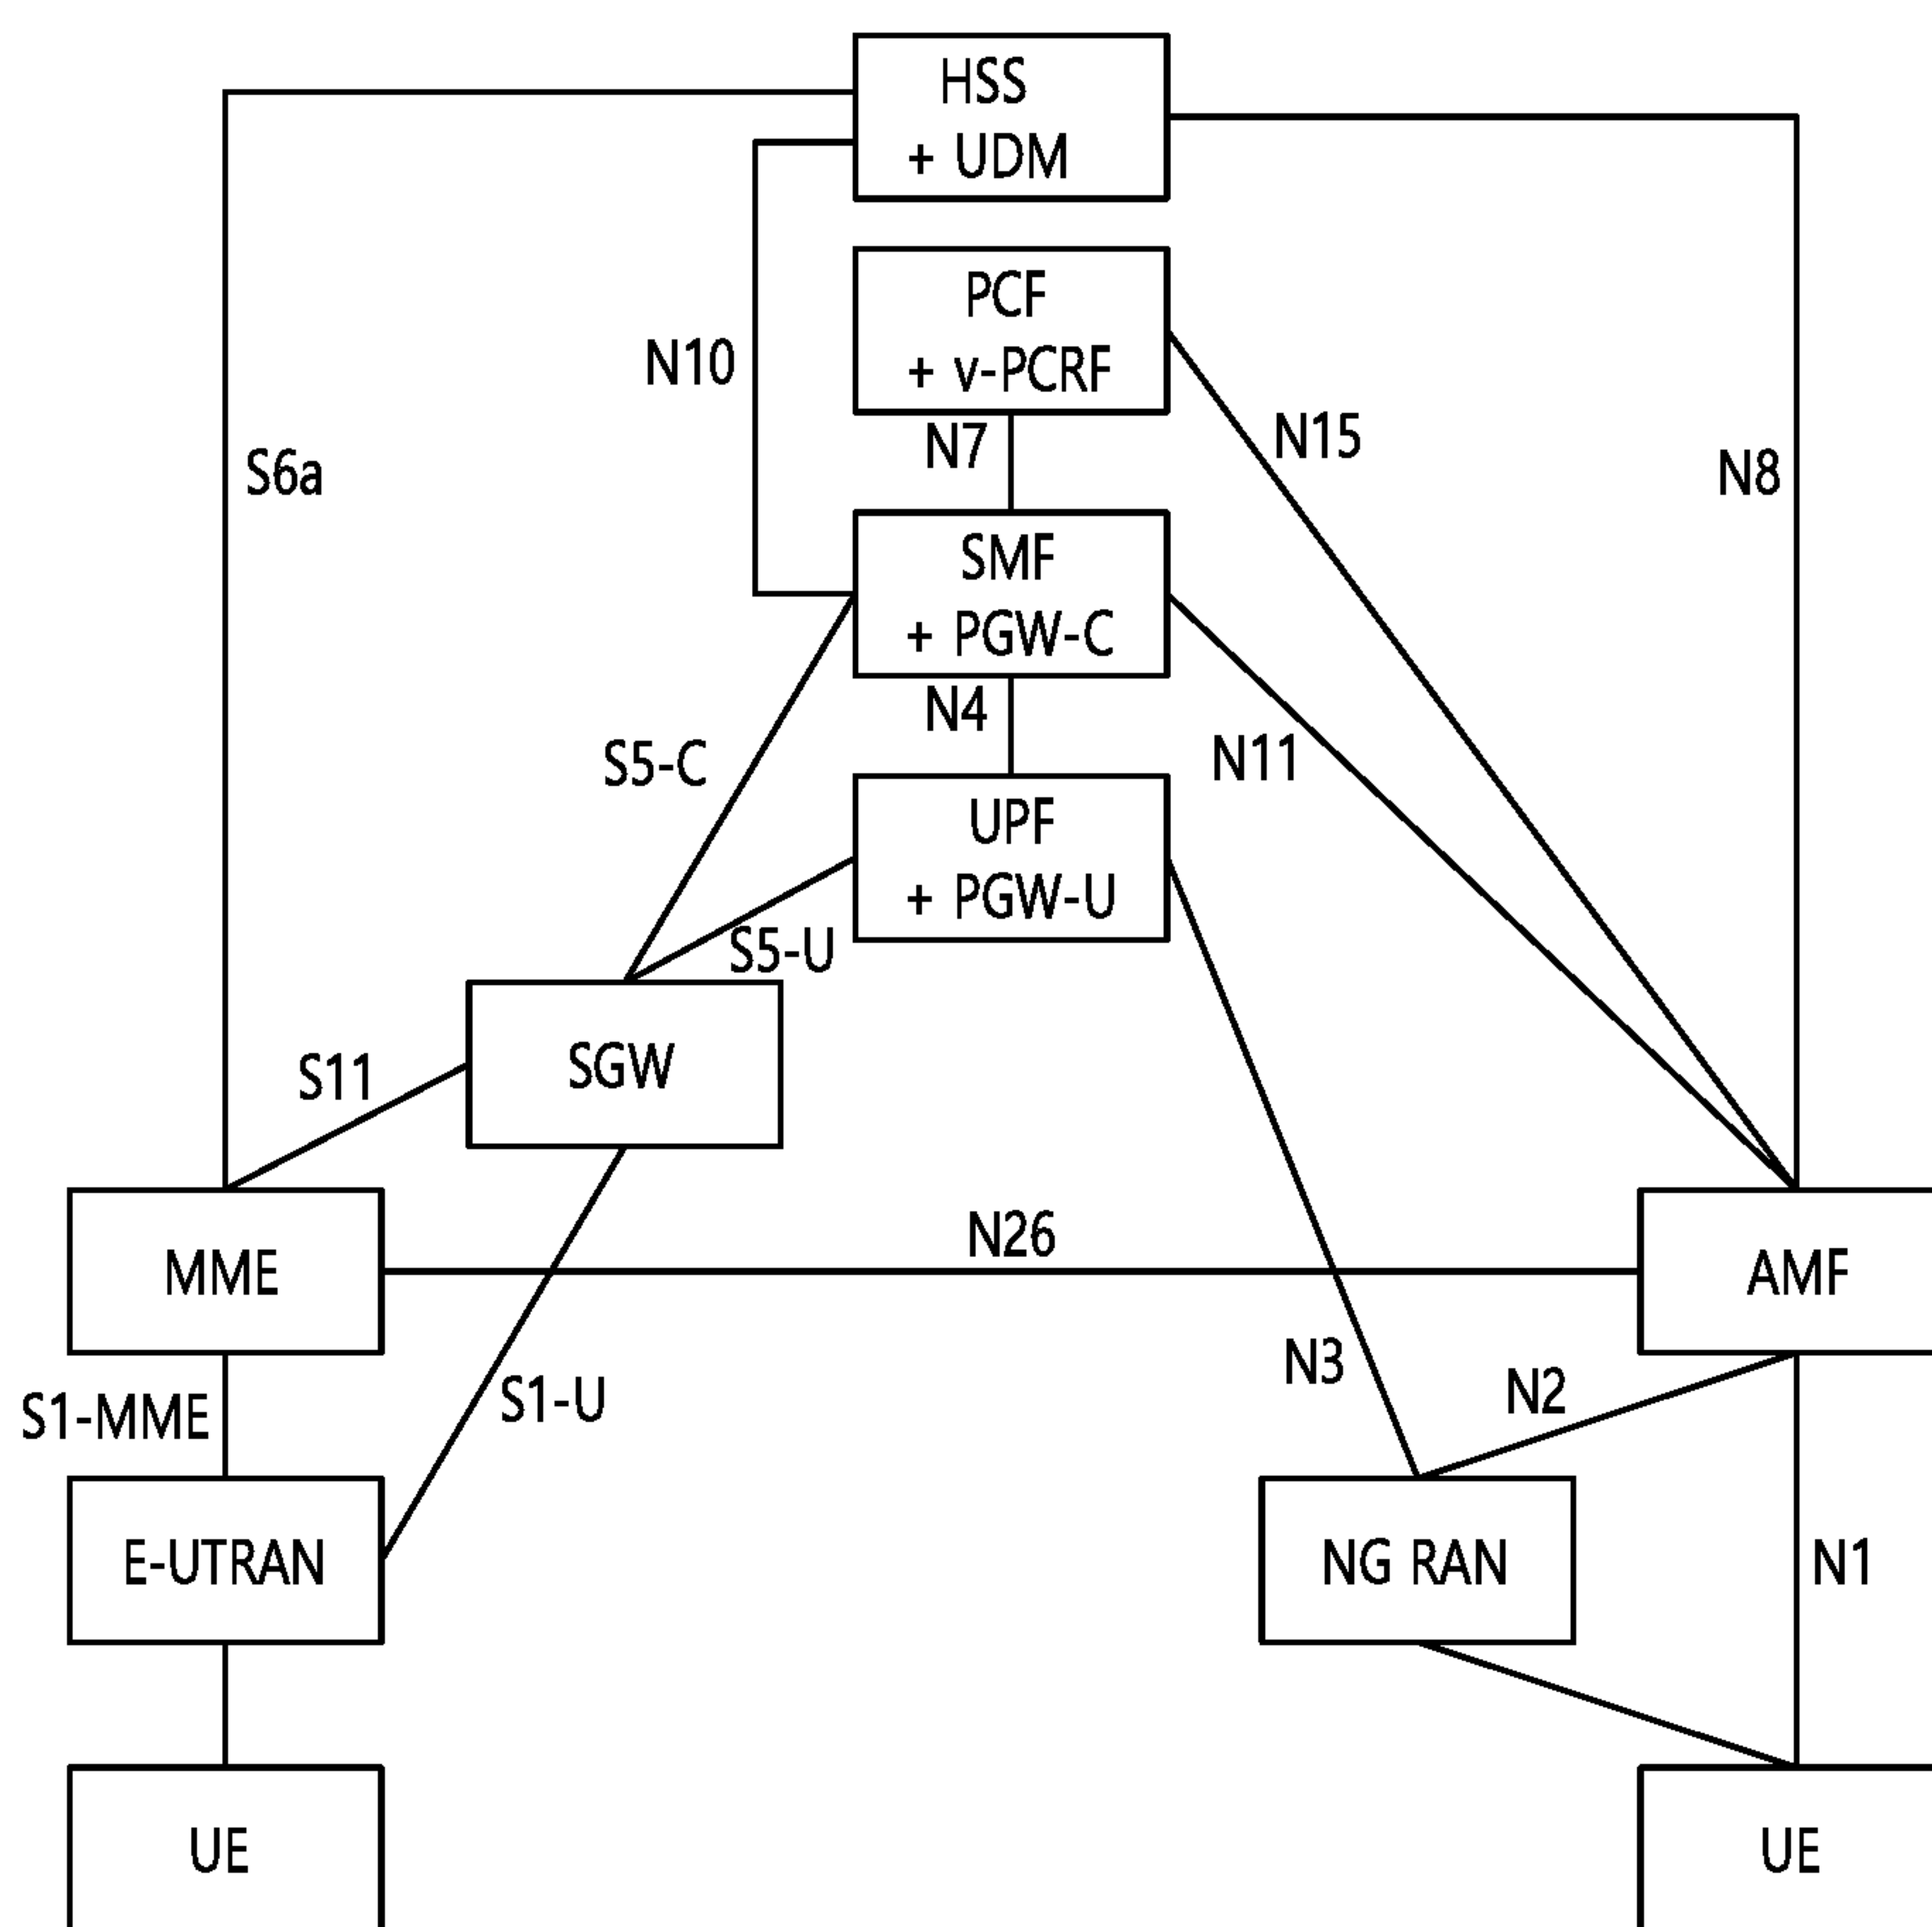 HSS
+ UDM
PCF
+ v-PCRF
N10
N7
N15
S6a
N8
SMF
+ PGW-C
N4
S5-C
N11
UPF
+ PGW-U
S5-U
SGW
S11
N26
MME
AMF
N3
N2
S1-MME
S1-U
E-UTRAN
NG RAN
N1
UE
UE